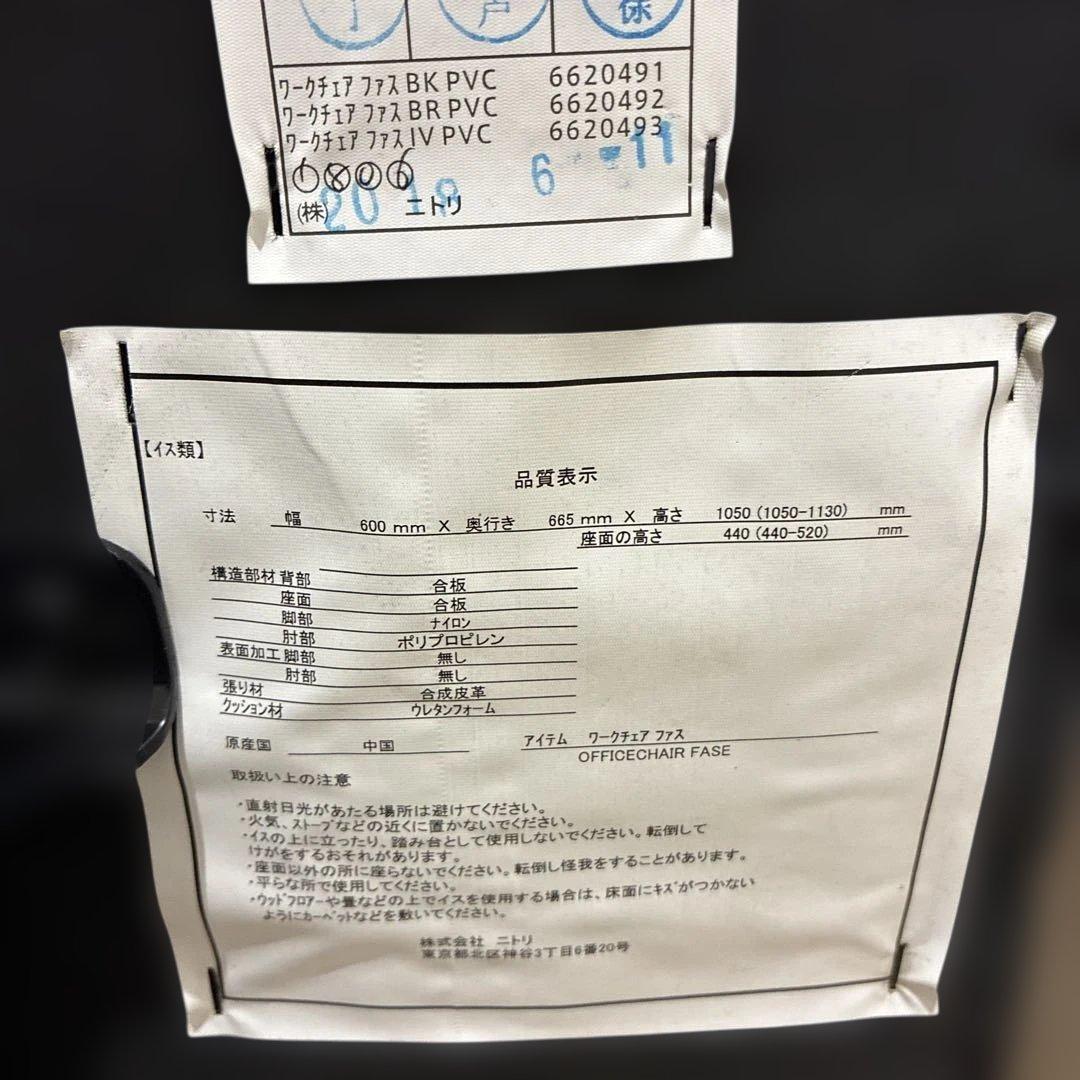 戸
保
ワークチェア ファス BK PVC 6620491
ワークチェア ファス BR PVC 6620492
ワークチェア ファス IV PVC 6620493
1806
2018 6 -11
(株) ニトリ
【イス類】
品質表示
寸法 幅 600 mm X 奥行き 665 mm X 高さ 1050 (1050-1130) mm
座面の高さ 440 (440-520) mm
構造部材 背部 合板
座面 合板
脚部 ナイロン
肘部 ポリプロピレン
表面加工 脚部 無し
肘部 無し
張り材 合成皮革
クッション材 ウレタンフォーム
原産国 中国 アイテム ワークチェア ファス
OFFICECHAIR FASE
取扱い上の注意
・直射日光があたる場所は避けてください。
・火気、ストーブなどの近くに置かないでください。
・イスの上に立ったり、踏み台として使用しないでください。転倒して
けがをするおそれがあります。
・座面以外の所に座らないでください。転倒し怪我をすることがあります。
・平らな所で使用してください。
・ウッドフロアーや畳などの上でイスを使用する場合は、床面にキズがつかない
ようにカーペットなどを敷いてください。
株式会社 ニトリ
東京都北区神谷3丁目6番20号